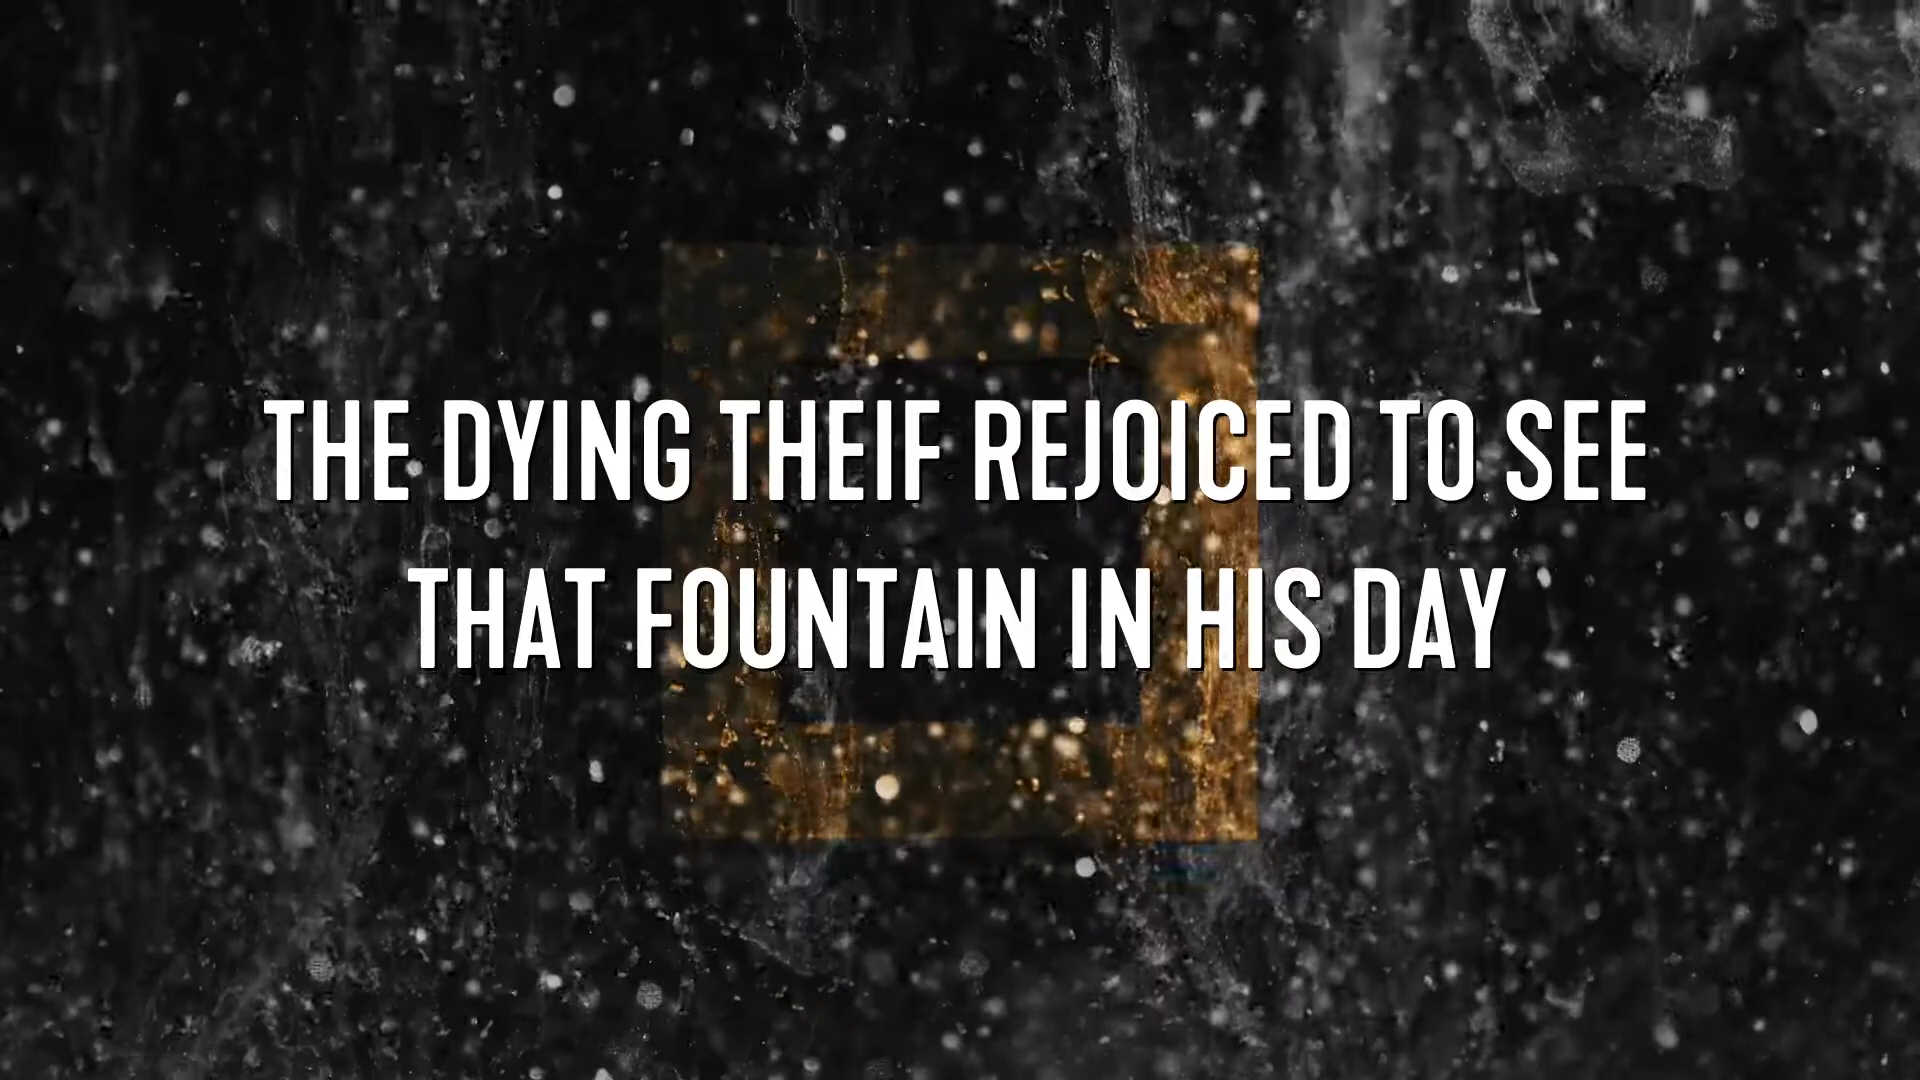 THE DYING THEIF REJOICED TO SEE
THAT FOUNTAIN IN HIS DAY